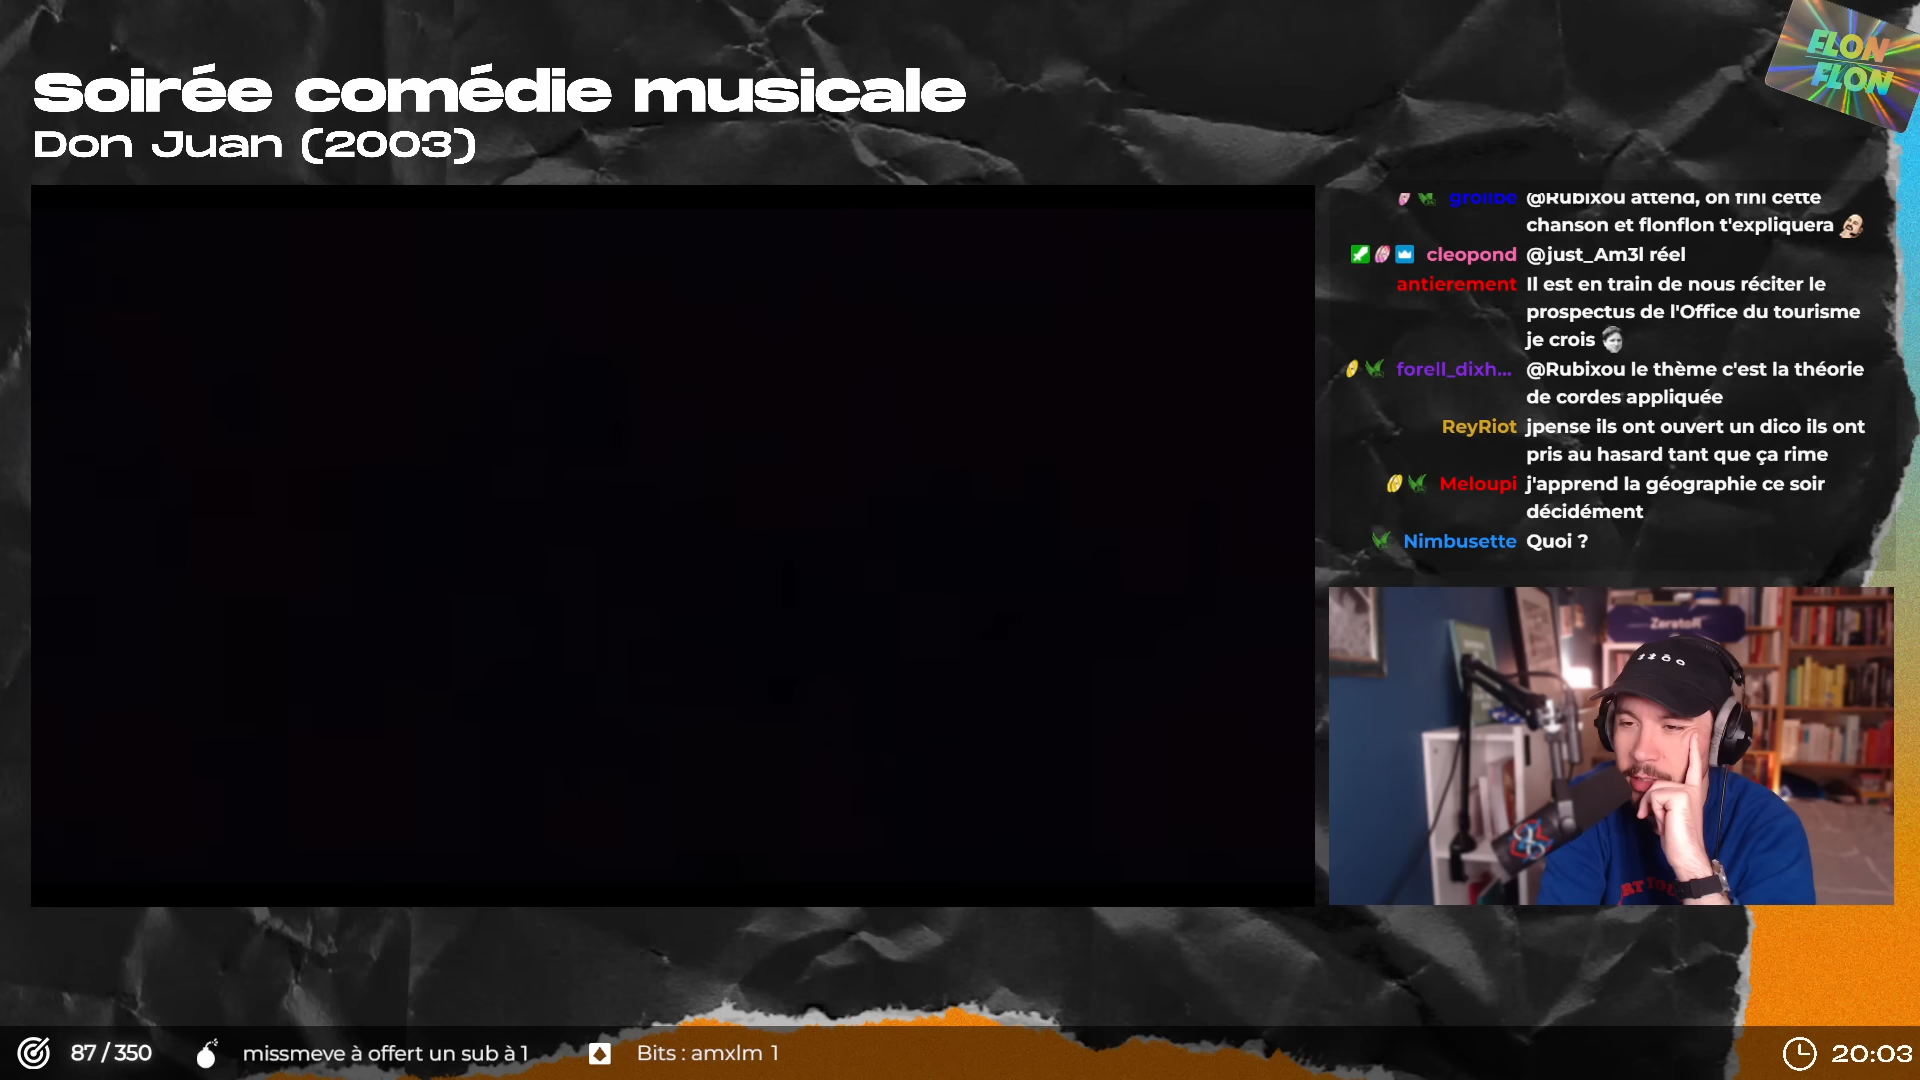 Soirée comédie musicale
Don Juan (2003)
FLON
FLON
grolibe @Rubixou attend, on fini cette
chanson et flonflon t'expliquera
cleopond @just_Am3l réel
antierement Il est en train de nous réciter le
prospectus de l'Office du tourisme
je crois
forell_dixh... @Rubixou le thème c'est la théorie
de cordes appliquée
ReyRiot jpense ils ont ouvert un dico ils ont
pris au hasard tant que ça rime
Meloupi j'apprend la géographie ce soir
décidément
Nimbusette Quoi ?
ZeratoR
87 / 350
missmeve à offert un sub à 1
Bits : amxlm 1
20:03